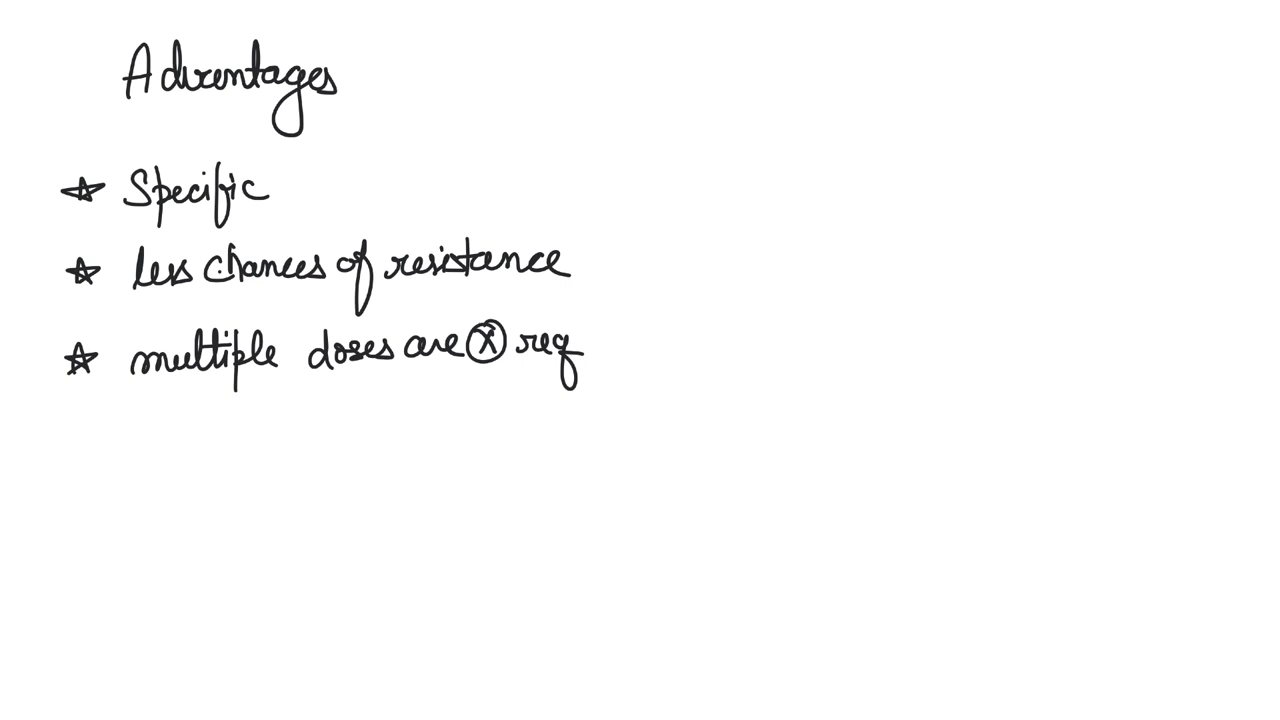 Advantages
☆ Specific
☆ less chances of resistance
☆ multiple doses are ⓧ req